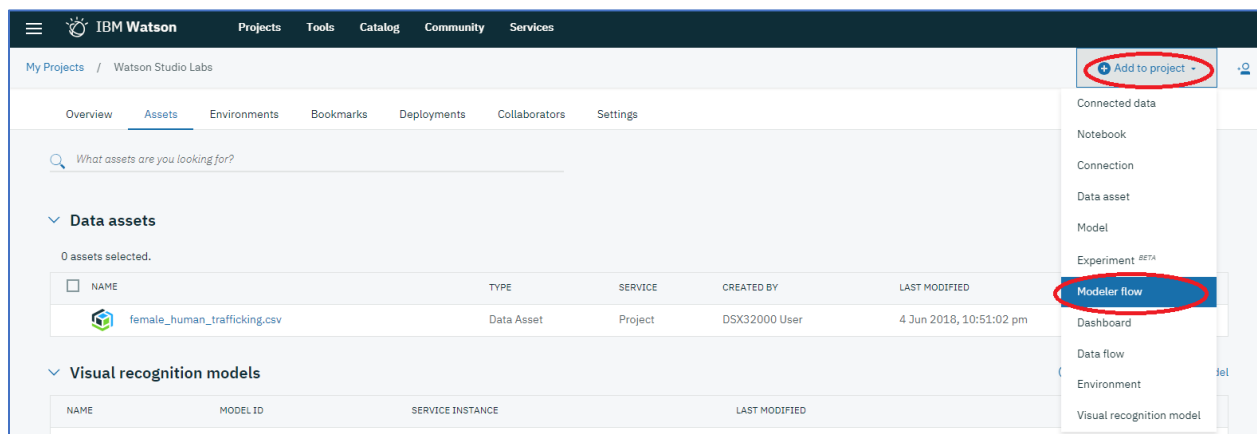 IBM Watson Projects Tools Catalog Community Services
My Projects / Watson Studio Labs Add to project
Overview Assets Environments Bookmarks Deployments Collaborators Settings
What assets are you looking for?
Data assets
0 assets selected.
NAME TYPE SERVICE CREATED BY LAST MODIFIED
female_human_trafficking.csv Data Asset Project DSX32000 User 4 Jun 2018, 10:51:02 pm
Visual recognition models
NAME MODEL ID SERVICE INSTANCE LAST MODIFIED
Connected data
Notebook
Connection
Data asset
Model
Experiment BETA
Modeler flow
Dashboard
Data flow
Environment
Visual recognition model